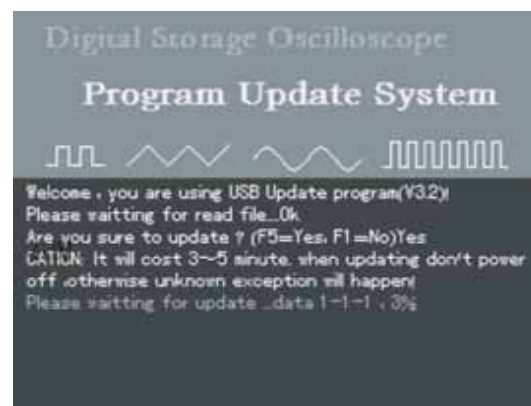 Digital Storage Oscilloscope
Program Update System
Welcome , you are using USB Update program(V3.2)!
Please waitting for read file...Ok
Are you sure to update ? (F5=Yes, F1=No)Yes
CATION: It will cost 3~5 minute, when updating don't power
off ,otherwise unknown exception will happen!
Please waitting for update ...data 1-1-1 , 3%